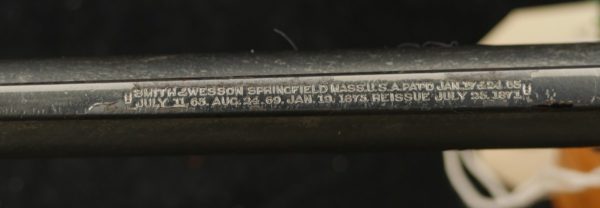 SMITH & WESSON SPRINGFIELD MASS. U.S.A. PAT'D JAN. 17 & 24. 65.
JULY 11. 65. AUG. 24. 69. JAN. 19. 1875. REISSUE JULY 25. 1871.